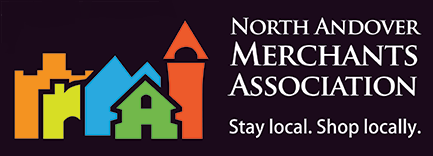 North Andover
Merchants
Association
Stay local. Shop locally.